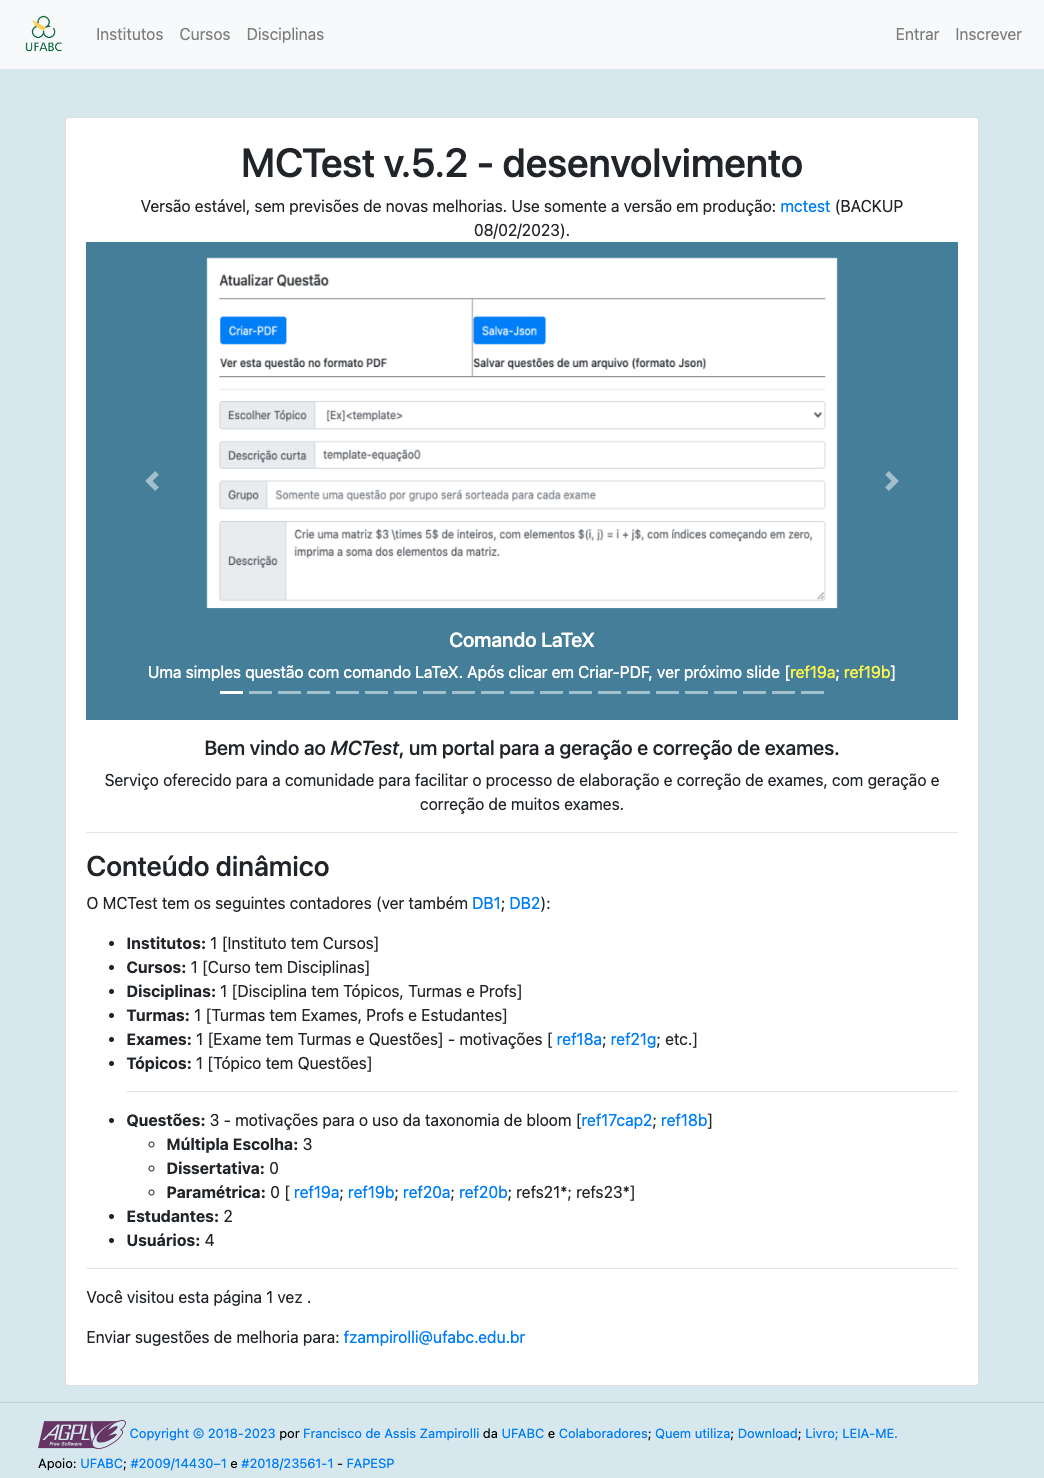 UFABC
Institutos Cursos Disciplinas Entrar Inscrever
MCTest v.5.2 - desenvolvimento
Versão estável, sem previsões de novas melhorias. Use somente a versão em produção: mctest (BACKUP
08/02/2023).
Atualizar Questão
Criar-PDF Salva-Json
Ver esta questão no formato PDF Salvar questões de um arquivo (formato Json)
Escolher Tópico [Ex]<template>
Descrição curta template-equação0
Grupo Somente uma questão por grupo será sorteada para cada exame
Crie uma matriz $3 \times 5$ de inteiros, com elementos $(i, j) = i + j$, com índices começando em zero,
imprima a soma dos elementos da matriz.
Descrição
Comando LaTeX
Uma simples questão com comando LaTeX. Após clicar em Criar-PDF, ver próximo slide [ref19a; ref19b]
Bem vindo ao MCTest, um portal para a geração e correção de exames.
Serviço oferecido para a comunidade para facilitar o processo de elaboração e correção de exames, com geração e
correção de muitos exames.
Conteúdo dinâmico
O MCTest tem os seguintes contadores (ver também DB1; DB2):
• Institutos: 1 [Instituto tem Cursos]
• Cursos: 1 [Curso tem Disciplinas]
• Disciplinas: 1 [Disciplina tem Tópicos, Turmas e Profs]
• Turmas: 1 [Turmas tem Exames, Profs e Estudantes]
• Exames: 1 [Exame tem Turmas e Questões] - motivações [ ref18a; ref21g; etc.]
• Tópicos: 1 [Tópico tem Questões]
• Questões: 3 - motivações para o uso da taxonomia de bloom [ref17cap2; ref18b]
◦ Múltipla Escolha: 3
◦ Dissertativa: 0
◦ Paramétrica: 0 [ ref19a; ref19b; ref20a; ref20b; refs21*; refs23*]
• Estudantes: 2
• Usuários: 4
Você visitou esta página 1 vez .
Enviar sugestões de melhoria para: fzampirolli@ufabc.edu.br
AGPLv3 Free Software Copyright © 2018-2023 por Francisco de Assis Zampirolli da UFABC e Colaboradores; Quem utiliza; Download; Livro; LEIA-ME.
Apoio: UFABC; #2009/14430–1 e #2018/23561-1 - FAPESP